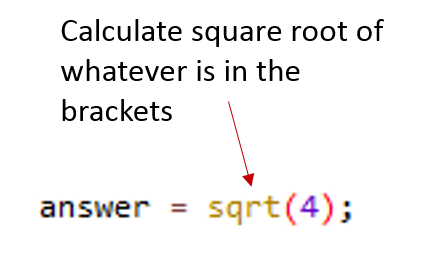 Calculate square root of
whatever is in the
brackets
answer = sqrt(4);